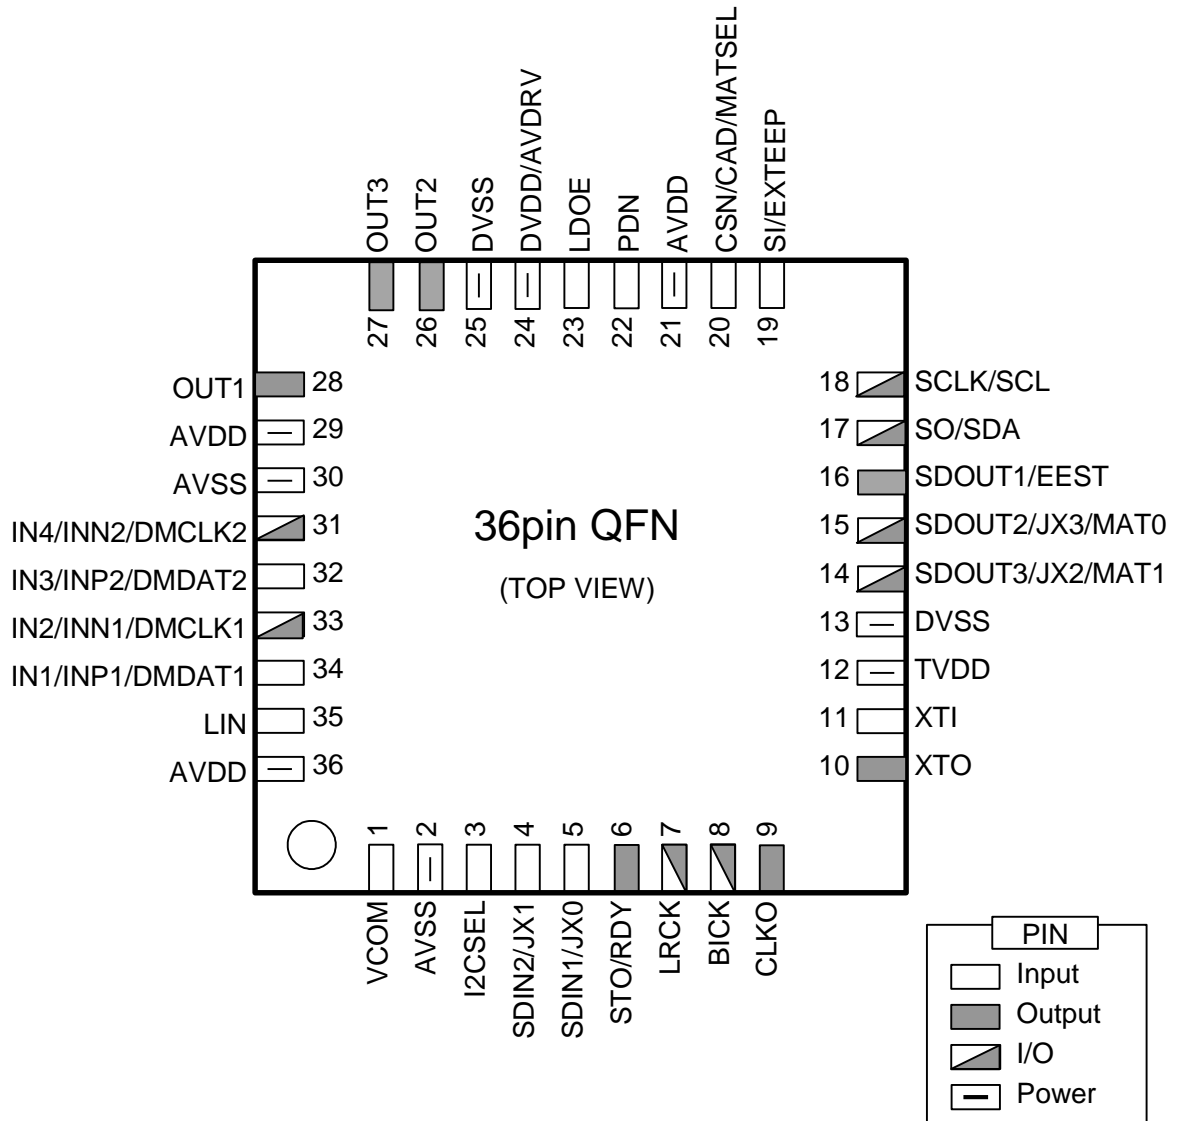 OUT3
OUT2
DVSS
DVDD/AVDRV
LDOE
PDN
AVDD
CSN/CAD/MATSEL
SI/EXTEEP
27
26
25
24
23
22
21
20
19
OUT1 28
AVDD 29
AVSS 30
IN4/INN2/DMCLK2 31
IN3/INP2/DMDAT2 32
IN2/INN1/DMCLK1 33
IN1/INP1/DMDAT1 34
LIN 35
AVDD 36
36pin QFN
(TOP VIEW)
18 SCLK/SCL
17 SO/SDA
16 SDOUT1/EEST
15 SDOUT2/JX3/MAT0
14 SDOUT3/JX2/MAT1
13 DVSS
12 TVDD
11 XTI
10 XTO
1
2
3
4
5
6
7
8
9
VCOM
AVSS
I2CSEL
SDIN2/JX1
SDIN1/JX0
STO/RDY
LRCK
BICK
CLKO
PIN
Input
Output
I/O
Power